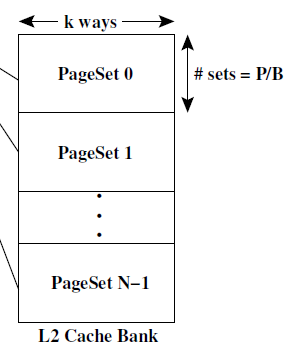 k ways
PageSet 0
# sets = P/B
PageSet 1
PageSet N−1
L2 Cache Bank